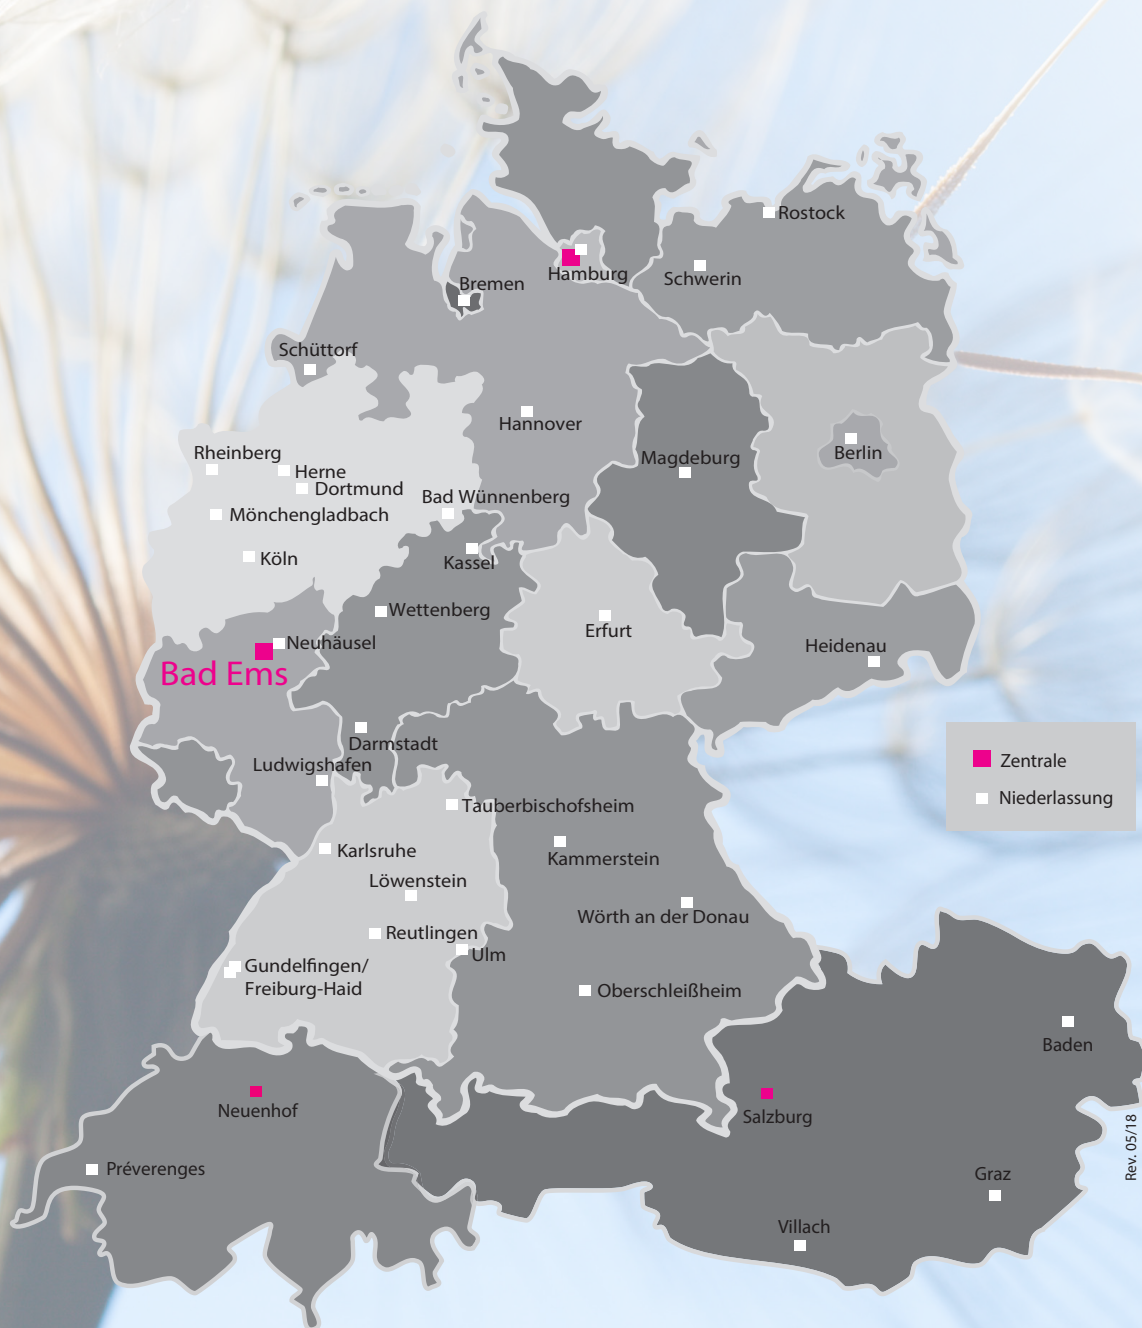 Rostock
Hamburg
Schwerin
Bremen
Schüttorf
Hannover
Berlin
Rheinberg
Magdeburg
Herne
Dortmund
Bad Wünnenberg
Mönchengladbach
Köln
Kassel
Wettenberg
Erfurt
Neuhäusel
Heidenau
Bad Ems
Darmstadt
Ludwigshafen
Zentrale
Niederlassung
Tauberbischofsheim
Karlsruhe
Kammerstein
Löwenstein
Wörth an der Donau
Reutlingen
Ulm
Gundelfingen/
Freiburg-Haid
Oberschleißheim
Baden
Neuenhof
Salzburg
Rev. 05/18
Préverenges
Graz
Villach